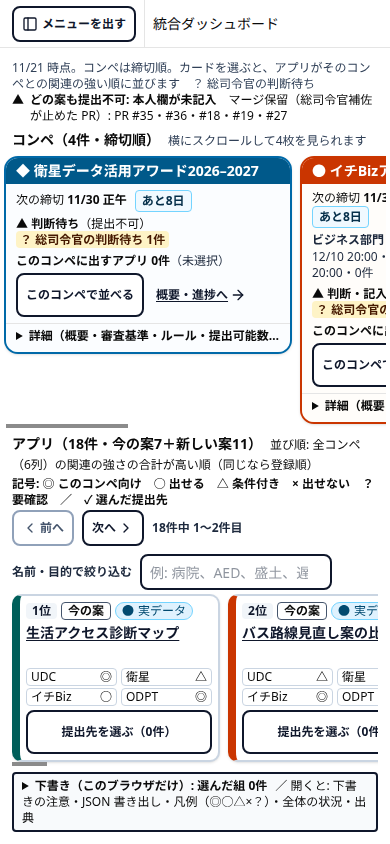 メニューを出す 統合ダッシュボード
11/21 時点。コンペは締切順。カードを選ぶと、アプリがそのコン
ペとの関連の強い順に並びます ？ 総司令官の判断待ち
▲ どの案も提出不可: 本人欄が未記入 マージ保留（総司令官補佐
が止めた PR）: PR #35・#36・#18・#19・#27
コンペ（4件・締切順） 横にスクロールして4枚を見られます
◆ 衛星データ活用アワード2026–2027
次の締切 11/30 正午 あと8日
▲ 判断待ち（提出不可）
？ 総司令官の判断待ち 1件
このコンペに出すアプリ 0件（未選択）
このコンペで並べる 概要・進捗へ →
▶ 詳細（概要・審査基準・ルール・提出可能数…
● イチBizア
次の締切 11/3
あと8日
ビジネス部門
12/10 20:00・
20:00・0件
▲ 判断・記入
？ 総司令官の
このコンペに出
このコンペで
▶ 詳細（概要
アプリ（18件・今の案7＋新しい案11） 並び順: 全コンペ
（6列）の関連の強さの合計が高い順（同じなら登録順）
記号: ◎ このコンペ向け ○ 出せる △ 条件付き × 出せない ？
要確認 ／ ✓ 選んだ提出先
＜ 前へ 次へ ＞ 18件中 1〜2件目
名前・目的で絞り込む 例: 病院、AED、盛土、避
1位 今の案 ● 実データ
生活アクセス診断マップ
UDC ◎ 衛星 △
イチBiz ○ ODPT ◎
提出先を選ぶ（0件）
2位 今の案 ● 実デ
バス路線見直し案の比
UDC ◎ 衛星
イチBiz ○ ODPT
提出先を選ぶ（0件
▶ 下書き（このブラウザだけ）: 選んだ組 0件 ／ 開くと: 下書
きの注意・JSON 書き出し・凡例（◎○△×？）・全体の状況・出
典